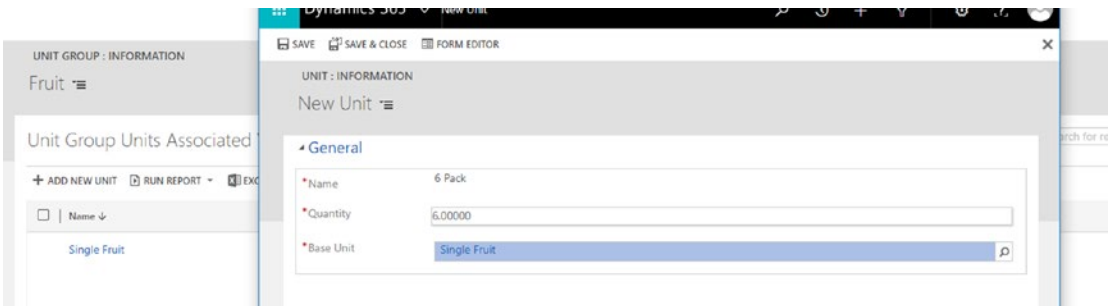 Dynamics 365 New Unit
SAVE SAVE & CLOSE FORM EDITOR
UNIT GROUP : INFORMATION
Fruit
UNIT : INFORMATION
New Unit
Unit Group Units Associated
General
+ ADD NEW UNIT RUN REPORT
*Name 6 Pack
Name
*Quantity 6.00000
*Base Unit Single Fruit
Single Fruit